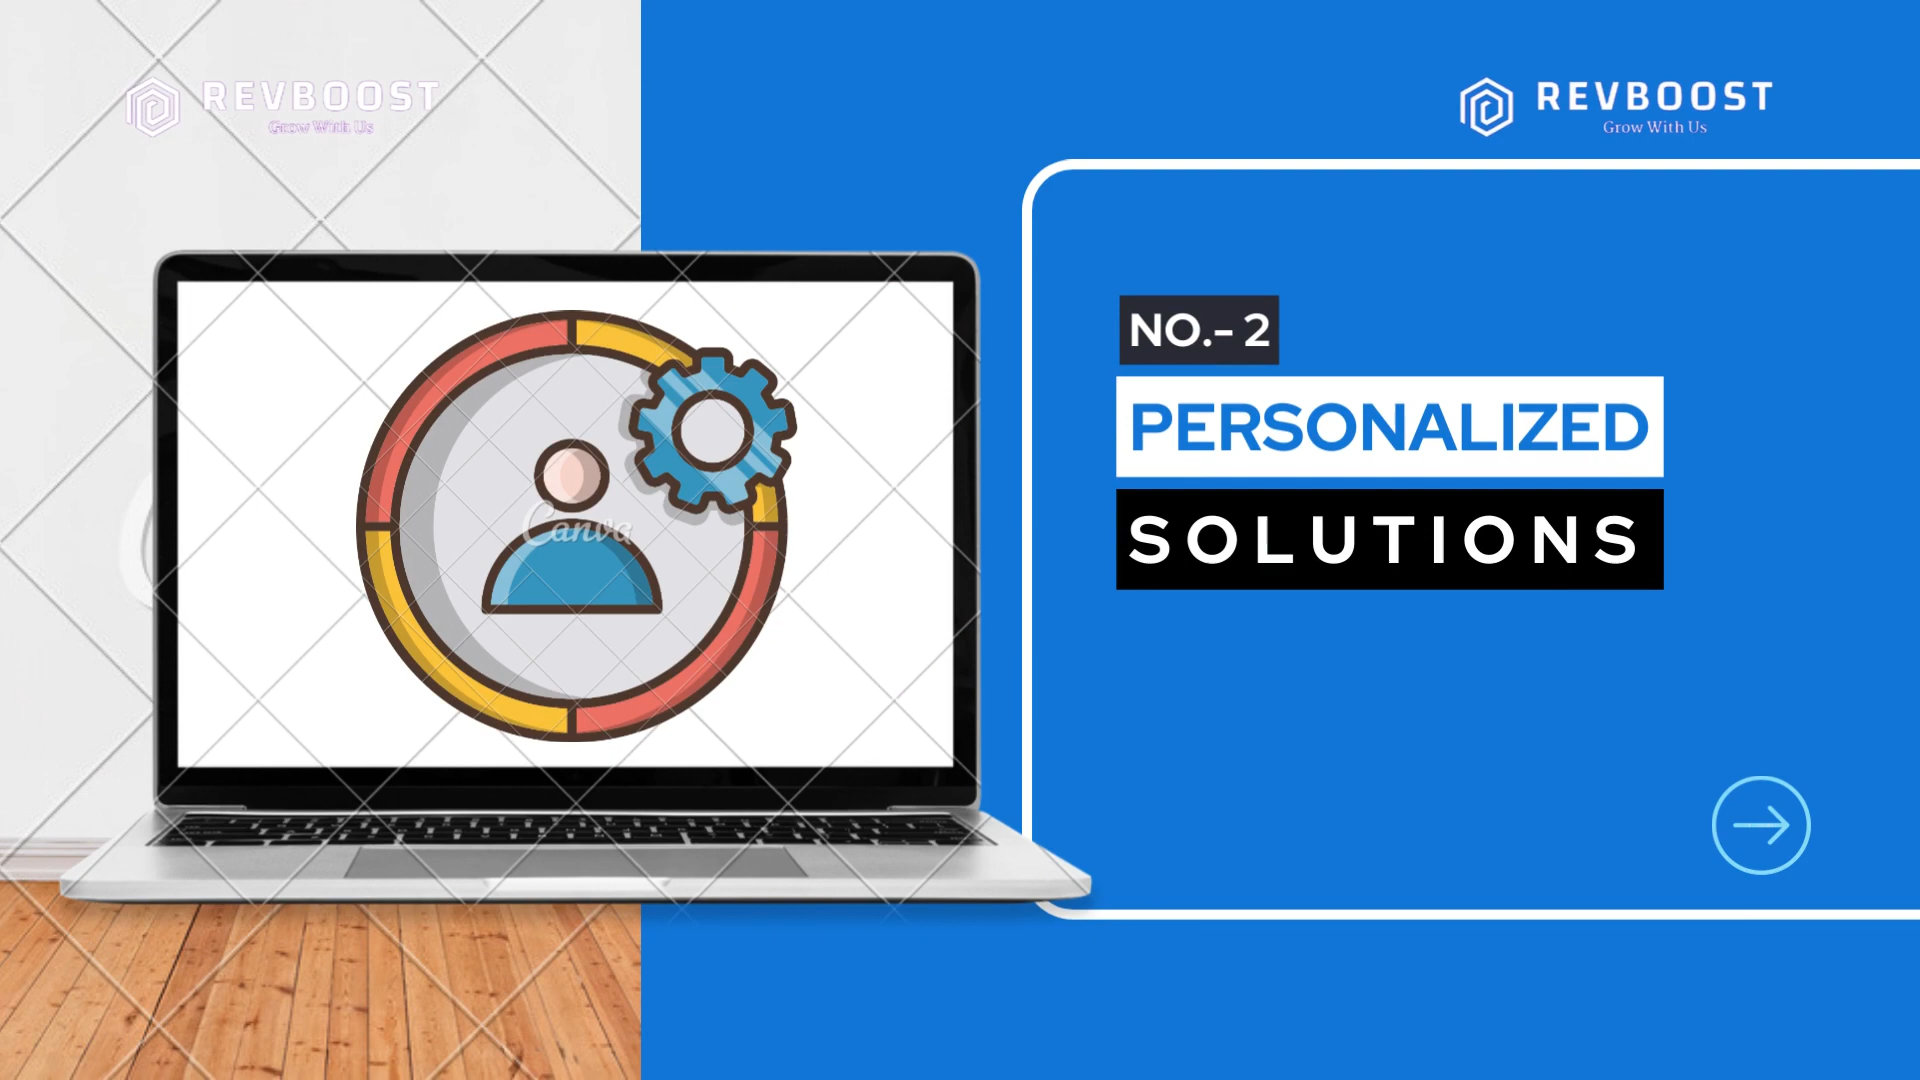 REVBOOST
Grow With Us
REVBOOST
Grow With Us
NO.- 2
PERSONALIZED
SOLUTIONS
Canva